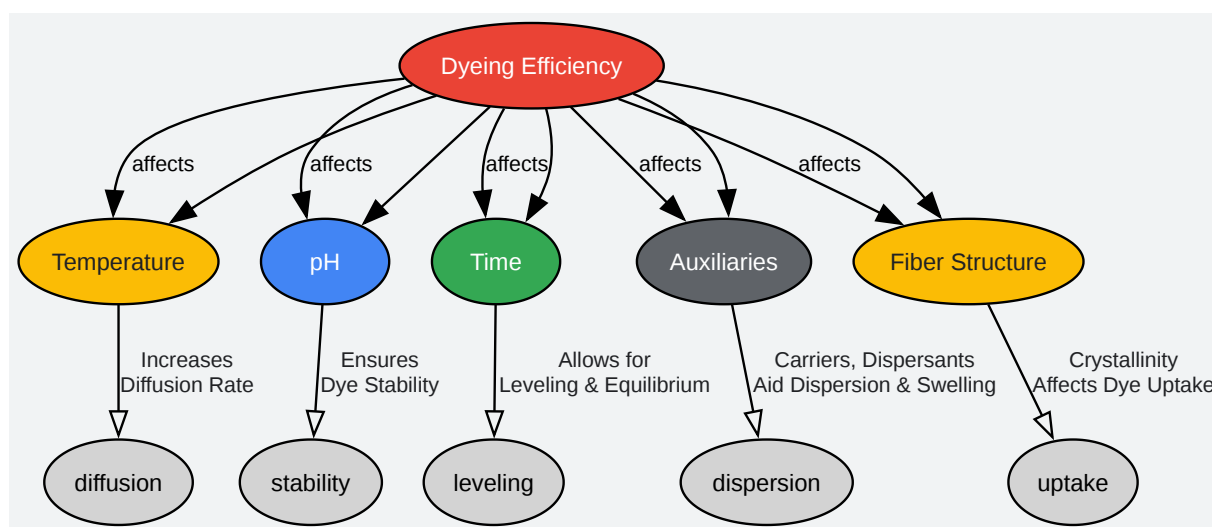 Dyeing Efficiency
affects
affects
affects
affects
affects
Temperature
pH
Time
Auxiliaries
Fiber Structure
Increases
Diffusion Rate
Ensures
Dye Stability
Allows for
Leveling & Equilibrium
Carriers, Dispersants
Aid Dispersion & Swelling
Crystallinity
Affects Dye Uptake
diffusion
stability
leveling
dispersion
uptake